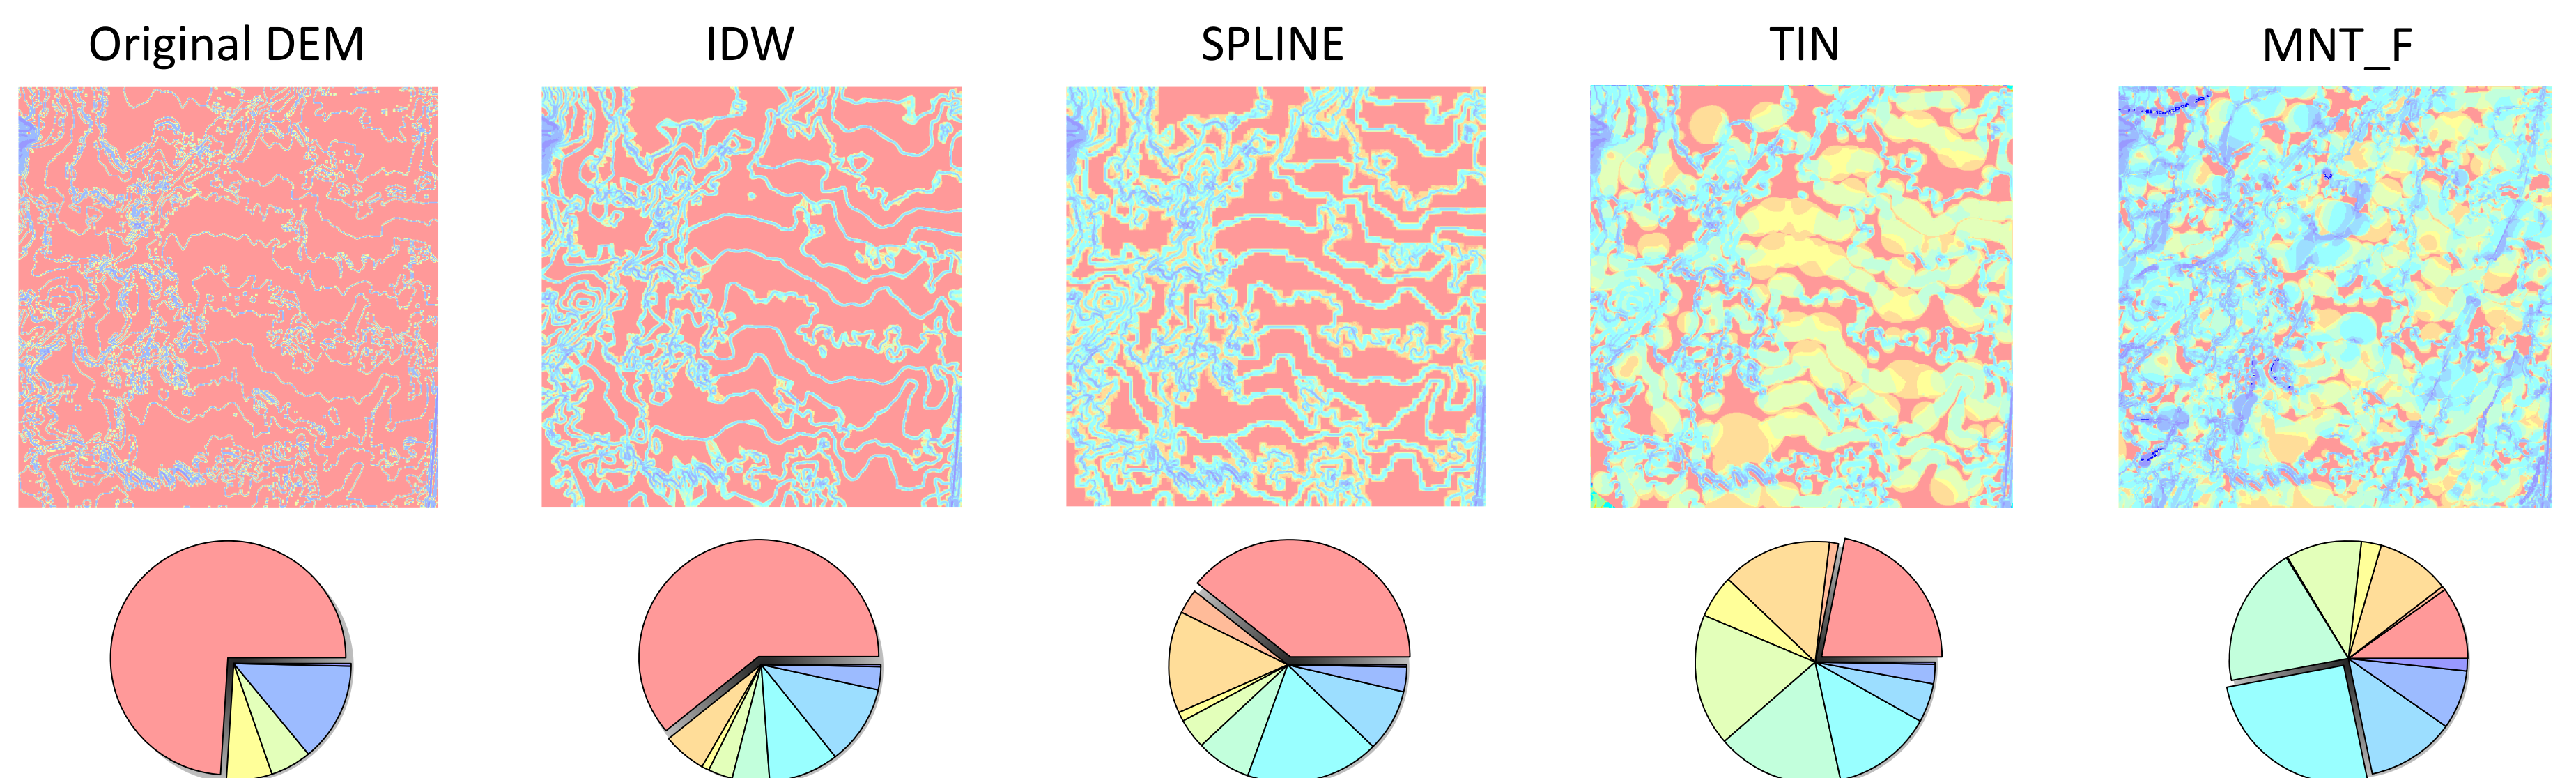 Original DEM
IDW
SPLINE
TIN
MNT_F